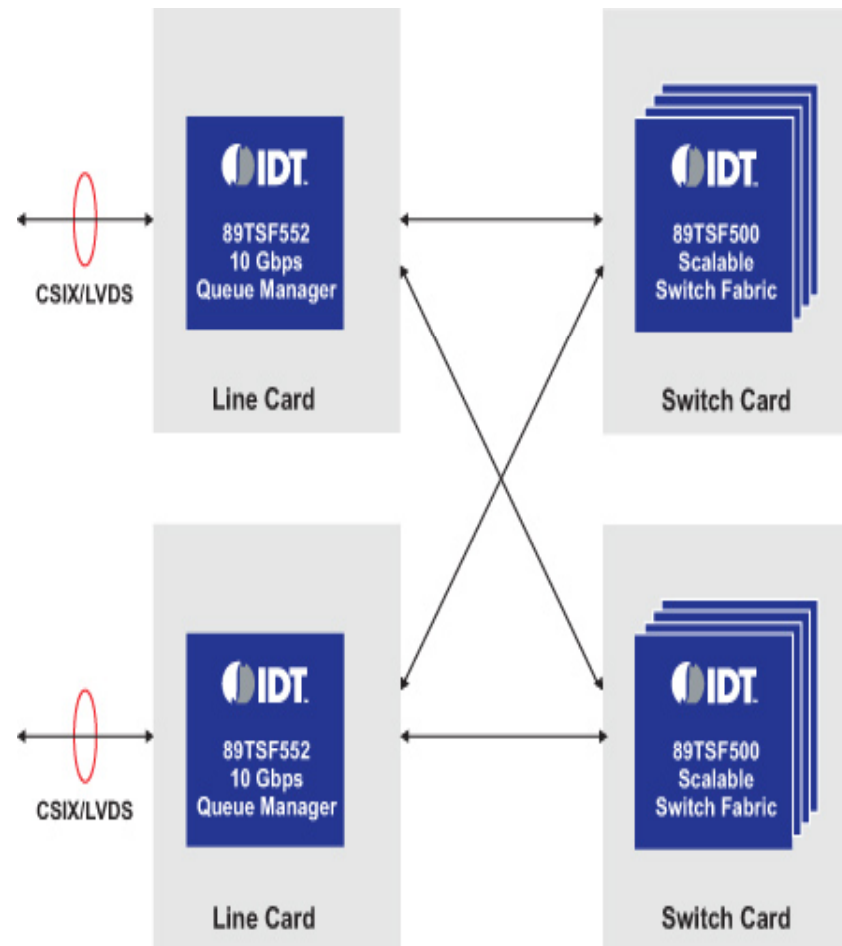 IDT.
89TSF552
10 Gbps
Queue Manager
CSIX/LVDS
Line Card
IDT.
89TSF500
Scalable
Switch Fabric
Switch Card
IDT.
89TSF552
10 Gbps
Queue Manager
CSIX/LVDS
Line Card
IDT.
89TSF500
Scalable
Switch Fabric
Switch Card